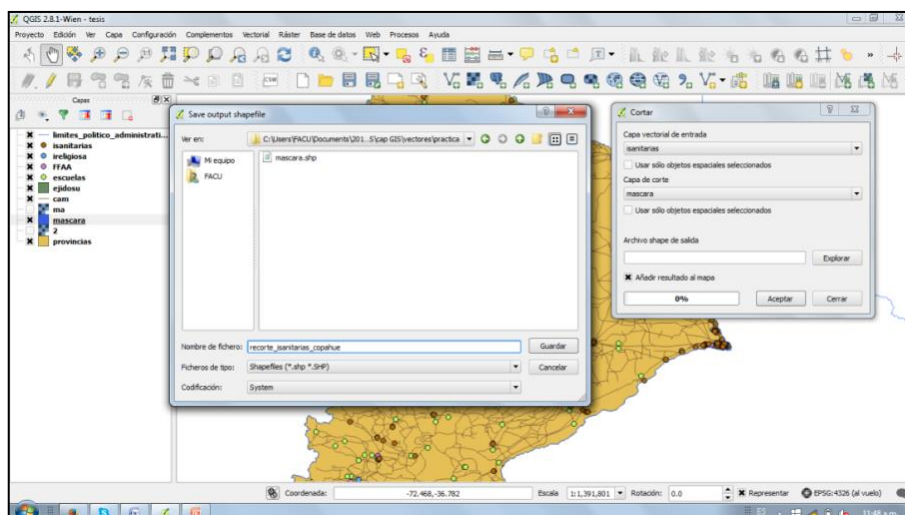 QGIS 2.8.1-Wien - tesis
Proyecto Edición Ver Capa Configuración Complementos Vectorial Ráster Base de datos Web Procesos Ayuda
CSW
Capas
limites_politico_administrati...
isanitarias
ireligiosa
FFAA
escuelas
ejidosu
cam
ma
mascara
2
provincias
Save output shapefile
Ver en:
C:\Users\FACU\Documents\201...5\cap GIS\vectores\practica
Mi equipo
FACU
mascara.shp
Nombre de fichero:
recorte_isanitarias_copahue
Guardar
Ficheros de tipo:
Shapefiles (*.shp *.SHP)
Cancelar
Codificación:
System
Cortar
Capa vectorial de entrada
isanitarias
Usar sólo objetos espaciales seleccionados
Capa de corte
mascara
Usar sólo objetos espaciales seleccionados
Archivo shape de salida
Explorar
Añadir resultado al mapa
0%
Aceptar
Cerrar
Coordenada:
-72.468,-36.782
Escala
1:1,391,801
Rotación:
0.0
Representar
EPSG:4326 (al vuelo)
ES
11:48 a.m.